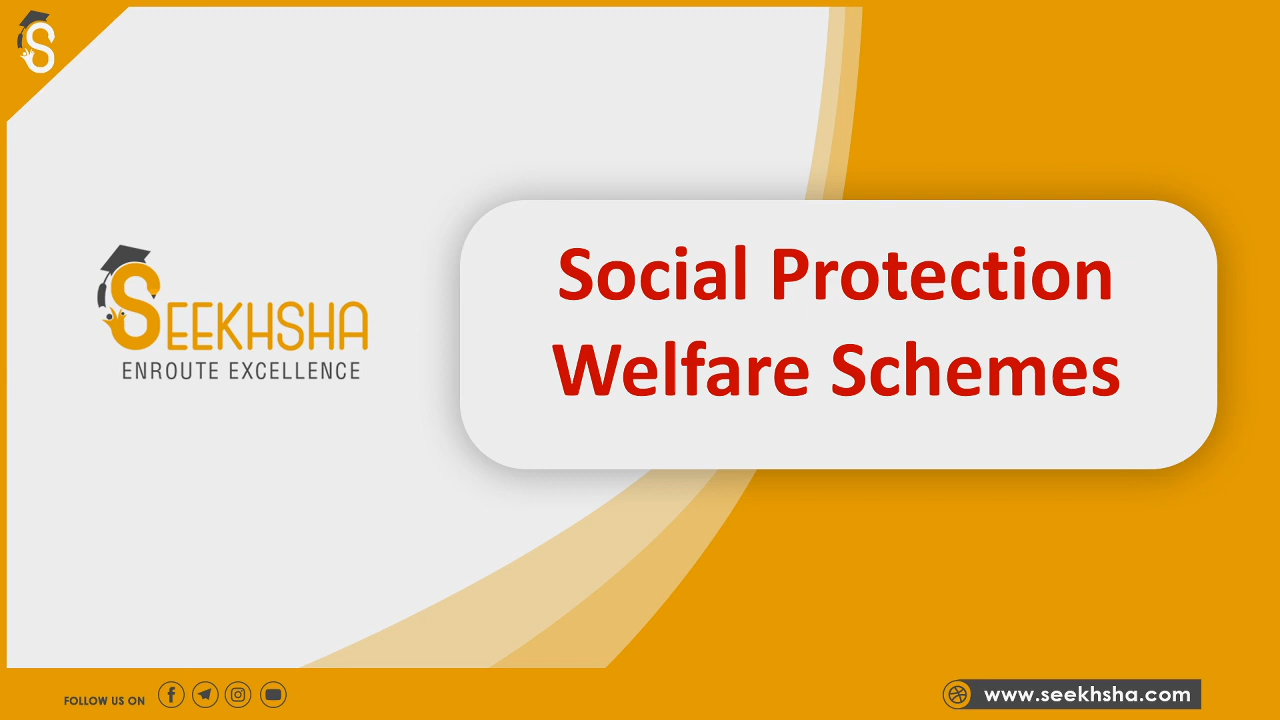 S
SEEKHSHA
ENROUTE EXCELLENCE
Social Protection
Welfare Schemes
FOLLOW US ON
www.seekhsha.com